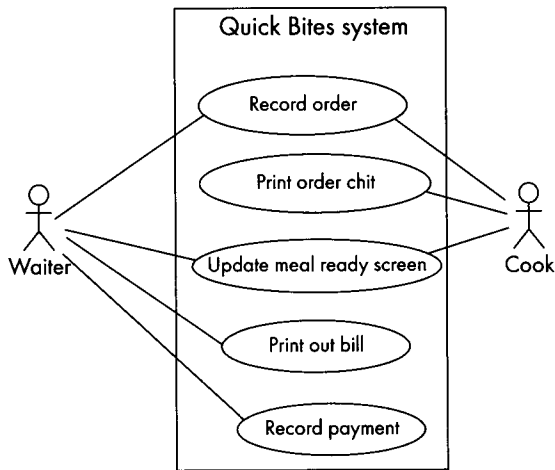 Quick Bites system
Record order
Print order chit
Waiter
Update meal ready screen
Cook
Print out bill
Record payment